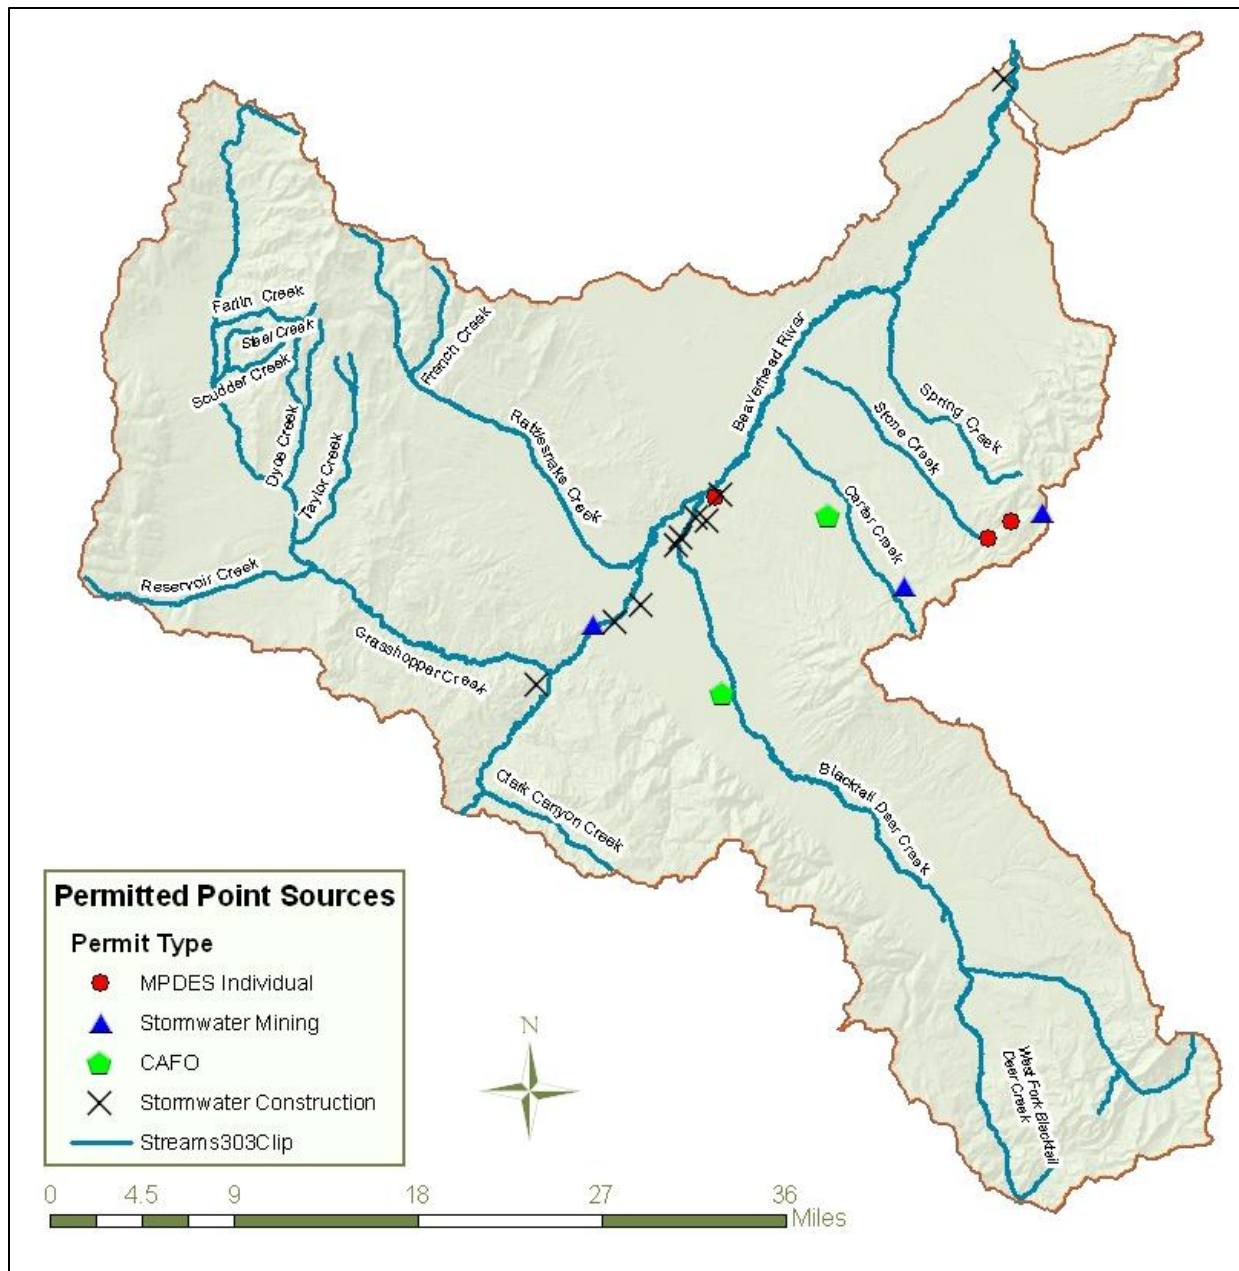 Farlin Creek
Steel Creek
Scudder Creek
Dyce Creek
Taylor Creek
French Creek
Rattlesnake Creek
Beaverhead River
Spring Creek
Stone Creek
Carter Creek
Reservoir Creek
Grasshopper Creek
Clark Canyon Creek
Blacktail Deer Creek
West Fork Blacktail
Deer Creek
Permitted Point Sources
Permit Type
MPDES Individual
Stormwater Mining
CAFO
Stormwater Construction
Streams303Clip
N
0 4.5 9 18 27 36
Miles